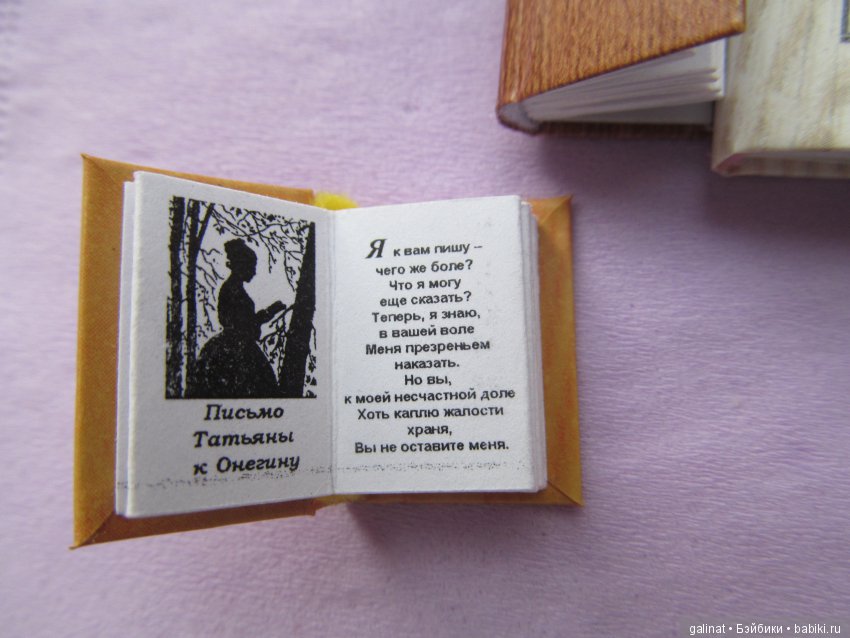 Письмо
Татьяны
к Онегину
Я к вам пишу –
чего же боле?
Что я могу
еще сказать?
Теперь, я знаю,
в вашей воле
Меня презреньем
наказать.
Но вы,
к моей несчастной доле
Хоть каплю жалости
храня,
Вы не оставите меня.
galinat • Бэйбики • babiki.ru